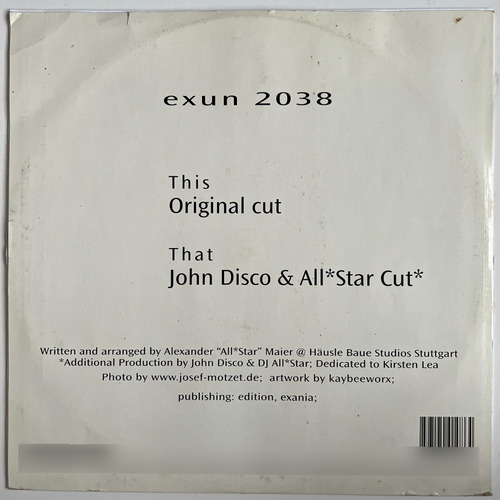 exun 2038
This
Original cut
That
John Disco & All*Star Cut*
Written and arranged by Alexander "All*Star" Maier @ Häusle Baue Studios Stuttgart
*Additional Production by John Disco & DJ All*Star; Dedicated to Kirsten Lea
Photo by www.josef-motzet.de; artwork by kaybeeworx;
publishing: edition, exania;